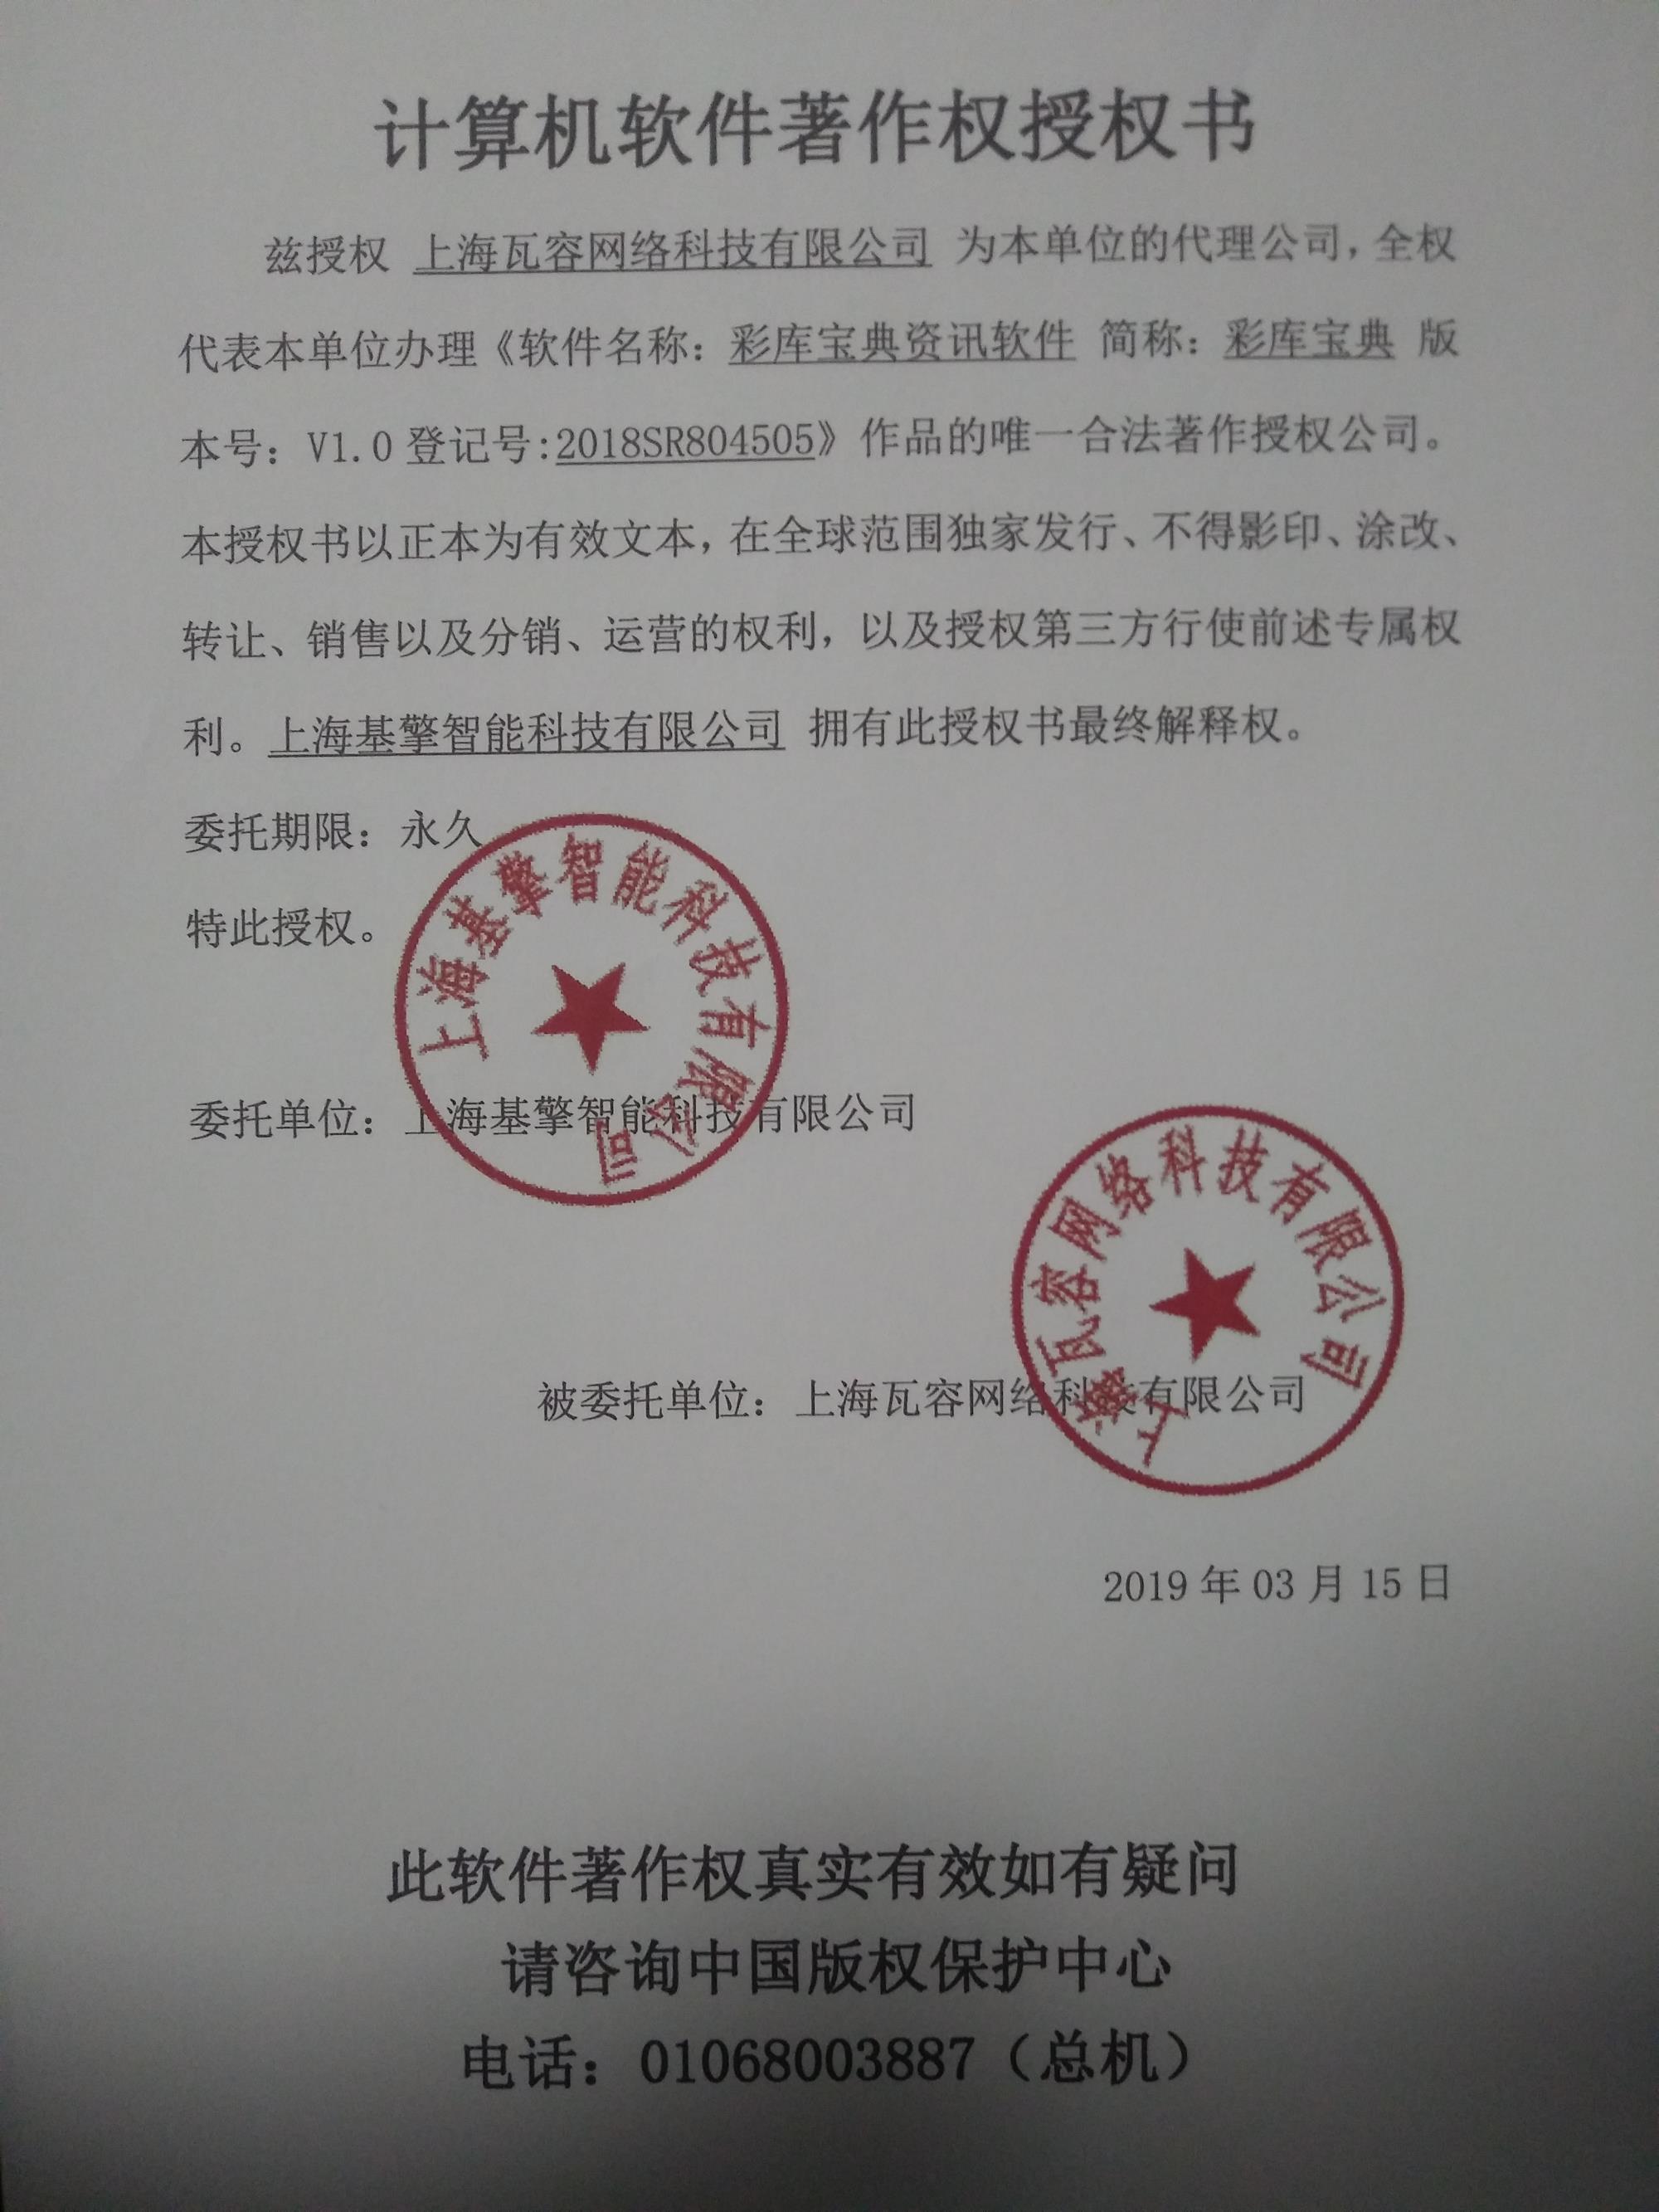 计算机软件著作权授权书
兹授权 上海瓦容网络科技有限公司 为本单位的代理公司，全权
代表本单位办理《软件名称：彩库宝典资讯软件 简称：彩库宝典 版
本号：V1.0 登记号:2018SR804505》作品的唯一合法著作授权公司。
本授权书以正本为有效文本，在全球范围独家发行、不得影印、涂改、
转让、销售以及分销、运营的权利，以及授权第三方行使前述专属权
利。上海基擎智能科技有限公司 拥有此授权书最终解释权。
委托期限：永久
特此授权。
上海基擎智能科技有限公司
委托单位：上海基擎智能科技有限公司
上海瓦容网络科技有限公司
被委托单位：上海瓦容网络科技有限公司
2019 年 03 月 15 日
此软件著作权真实有效如有疑问
请咨询中国版权保护中心
电话：01068003887（总机）